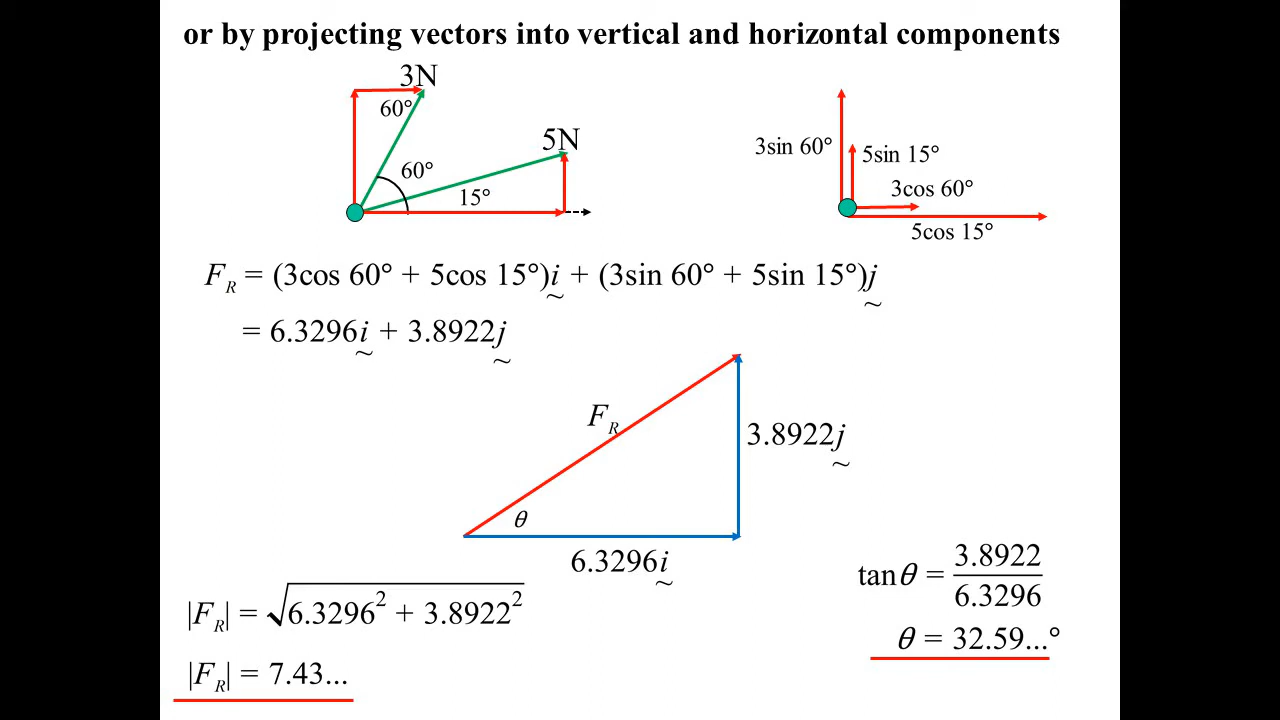 or by projecting vectors into vertical and horizontal components
3N
60°
5N
60°
15°
3sin 60°
5sin 15°
3cos 60°
5cos 15°
F_R = (3cos 60° + 5cos 15°)ḭ + (3sin 60° + 5sin 15°)j̰
= 6.3296ḭ + 3.8922j̰
F_R
3.8922j̰
θ
6.3296ḭ
tanθ = 3.8922/6.3296
θ = 32.59...°
|F_R| = √(6.3296² + 3.8922²)
|F_R| = 7.43...